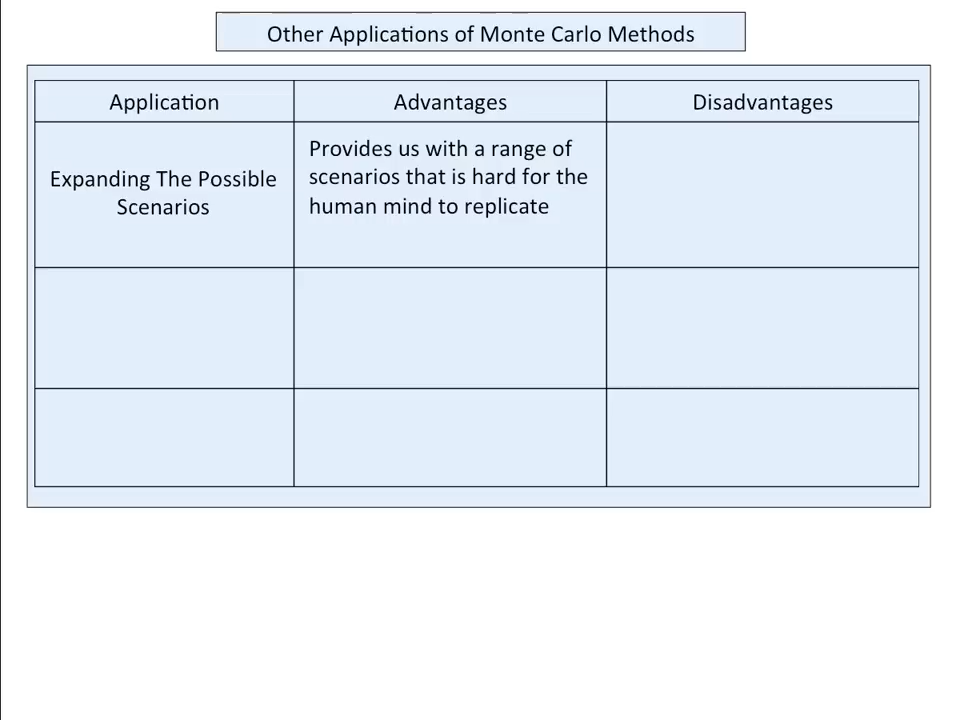 Other Applications of Monte Carlo Methods
Application
Advantages
Disadvantages
Expanding The Possible
Scenarios
Provides us with a range of
scenarios that is hard for the
human mind to replicate